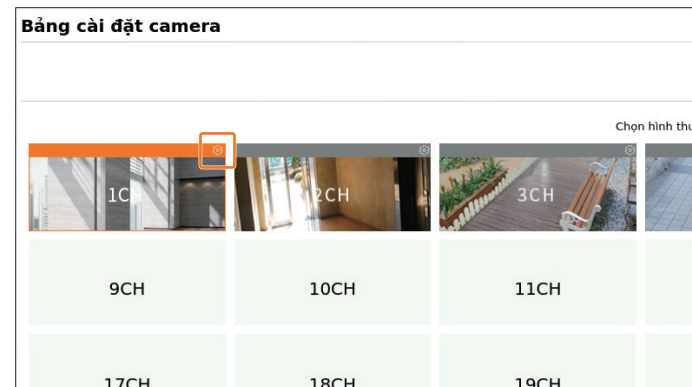 Bảng cài đặt camera
Chọn hình thu
1CH 2CH 3CH
9CH 10CH 11CH
17CH 18CH 19CH